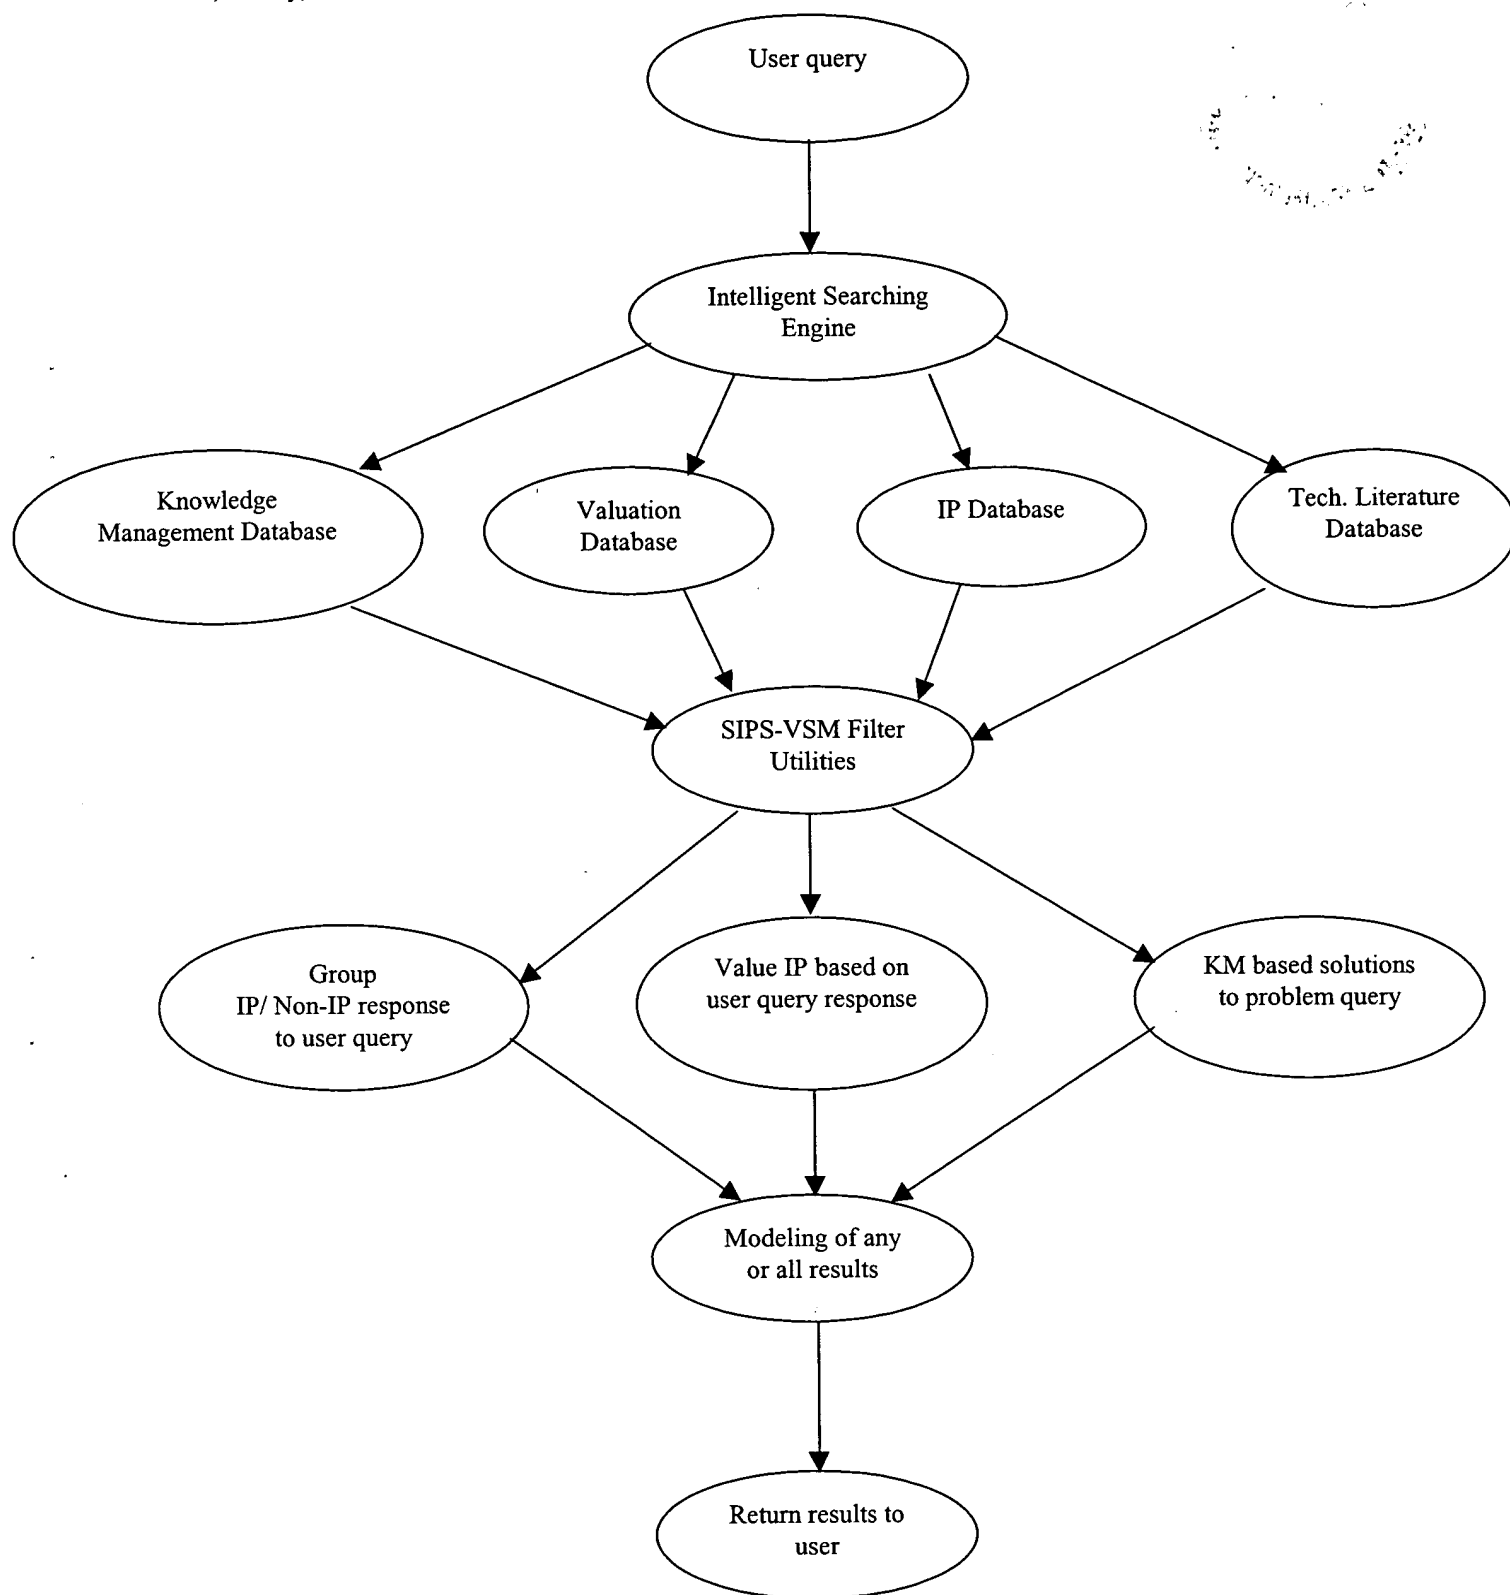 User query
Intelligent Searching
Engine
Knowledge
Management Database
Valuation
Database
IP Database
Tech. Literature
Database
SIPS-VSM Filter
Utilities
Group
IP/ Non-IP response
to user query
Value IP based on
user query response
KM based solutions
to problem query
Modeling of any
or all results
Return results to
user